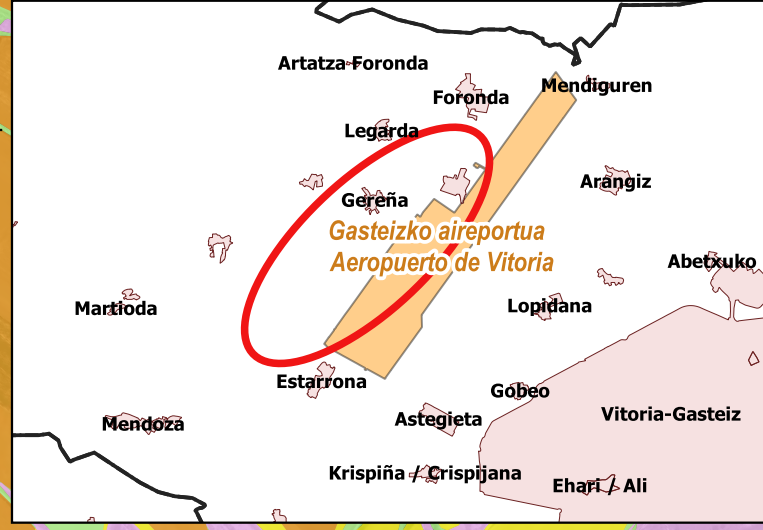 Artatza Foronda
Mendiguren
Foronda
Legarda
Arangiz
Gereña
Gasteizko aireportua
Aeropuerto de Vitoria
Abetxuko
Martioda
Lopidana
Estarrona
Gobeo
Vitoria-Gasteiz
Astegieta
Mendoza
Krispiña / Crispijana
Ehari / Ali